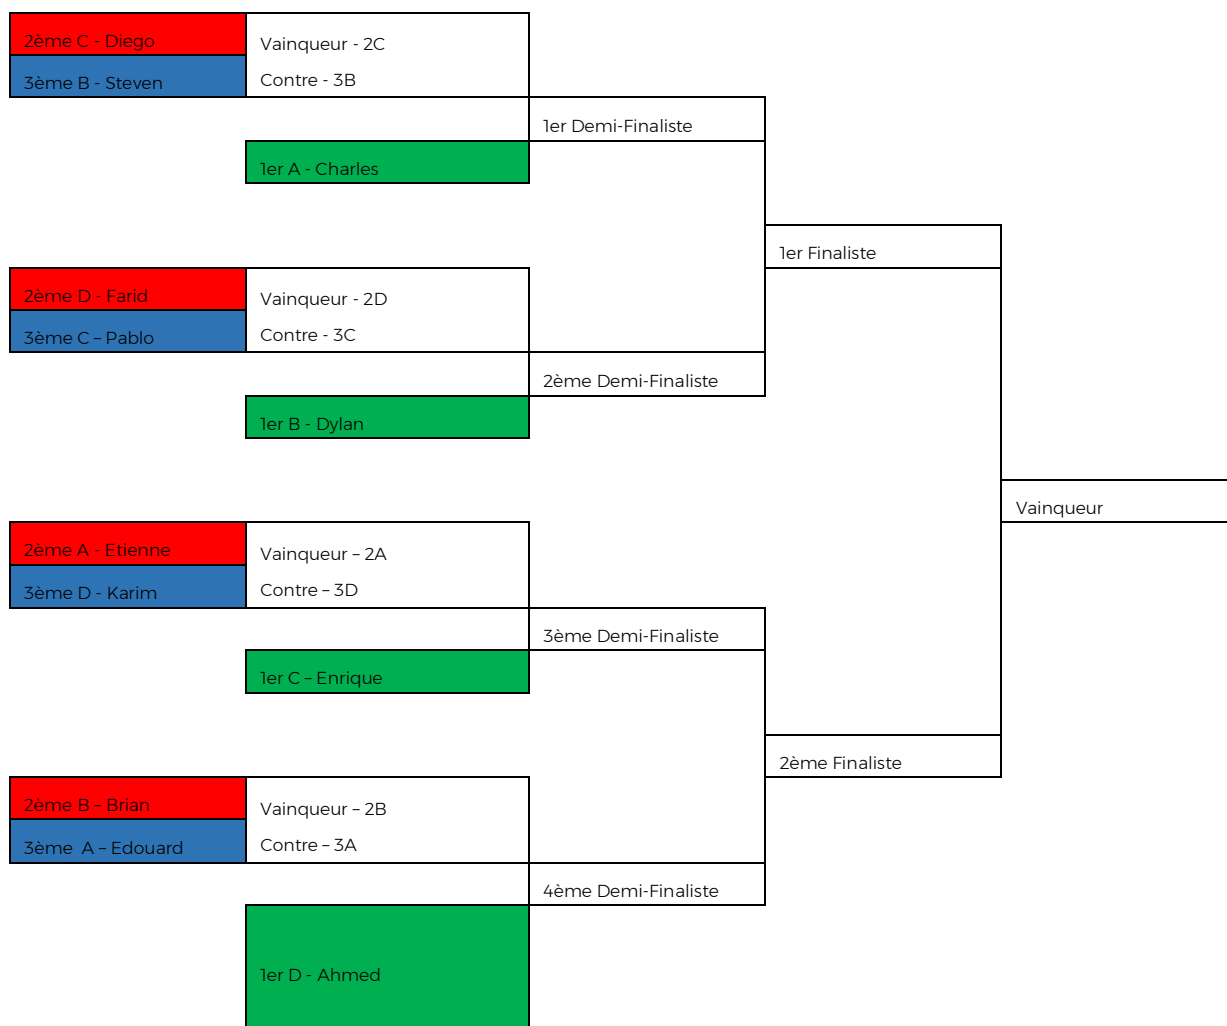 2ème C - Diego
Vainqueur - 2C
3ème B - Steven
Contre - 3B
1er Demi-Finaliste
1er A - Charles
1er Finaliste
2ème D - Farid
Vainqueur - 2D
3ème C – Pablo
Contre - 3C
2ème Demi-Finaliste
1er B - Dylan
Vainqueur
2ème A - Etienne
Vainqueur – 2A
3ème D - Karim
Contre – 3D
3ème Demi-Finaliste
1er C – Enrique
2ème Finaliste
2ème B – Brian
Vainqueur – 2B
3ème  A – Edouard
Contre – 3A
4ème Demi-Finaliste
1er D - Ahmed